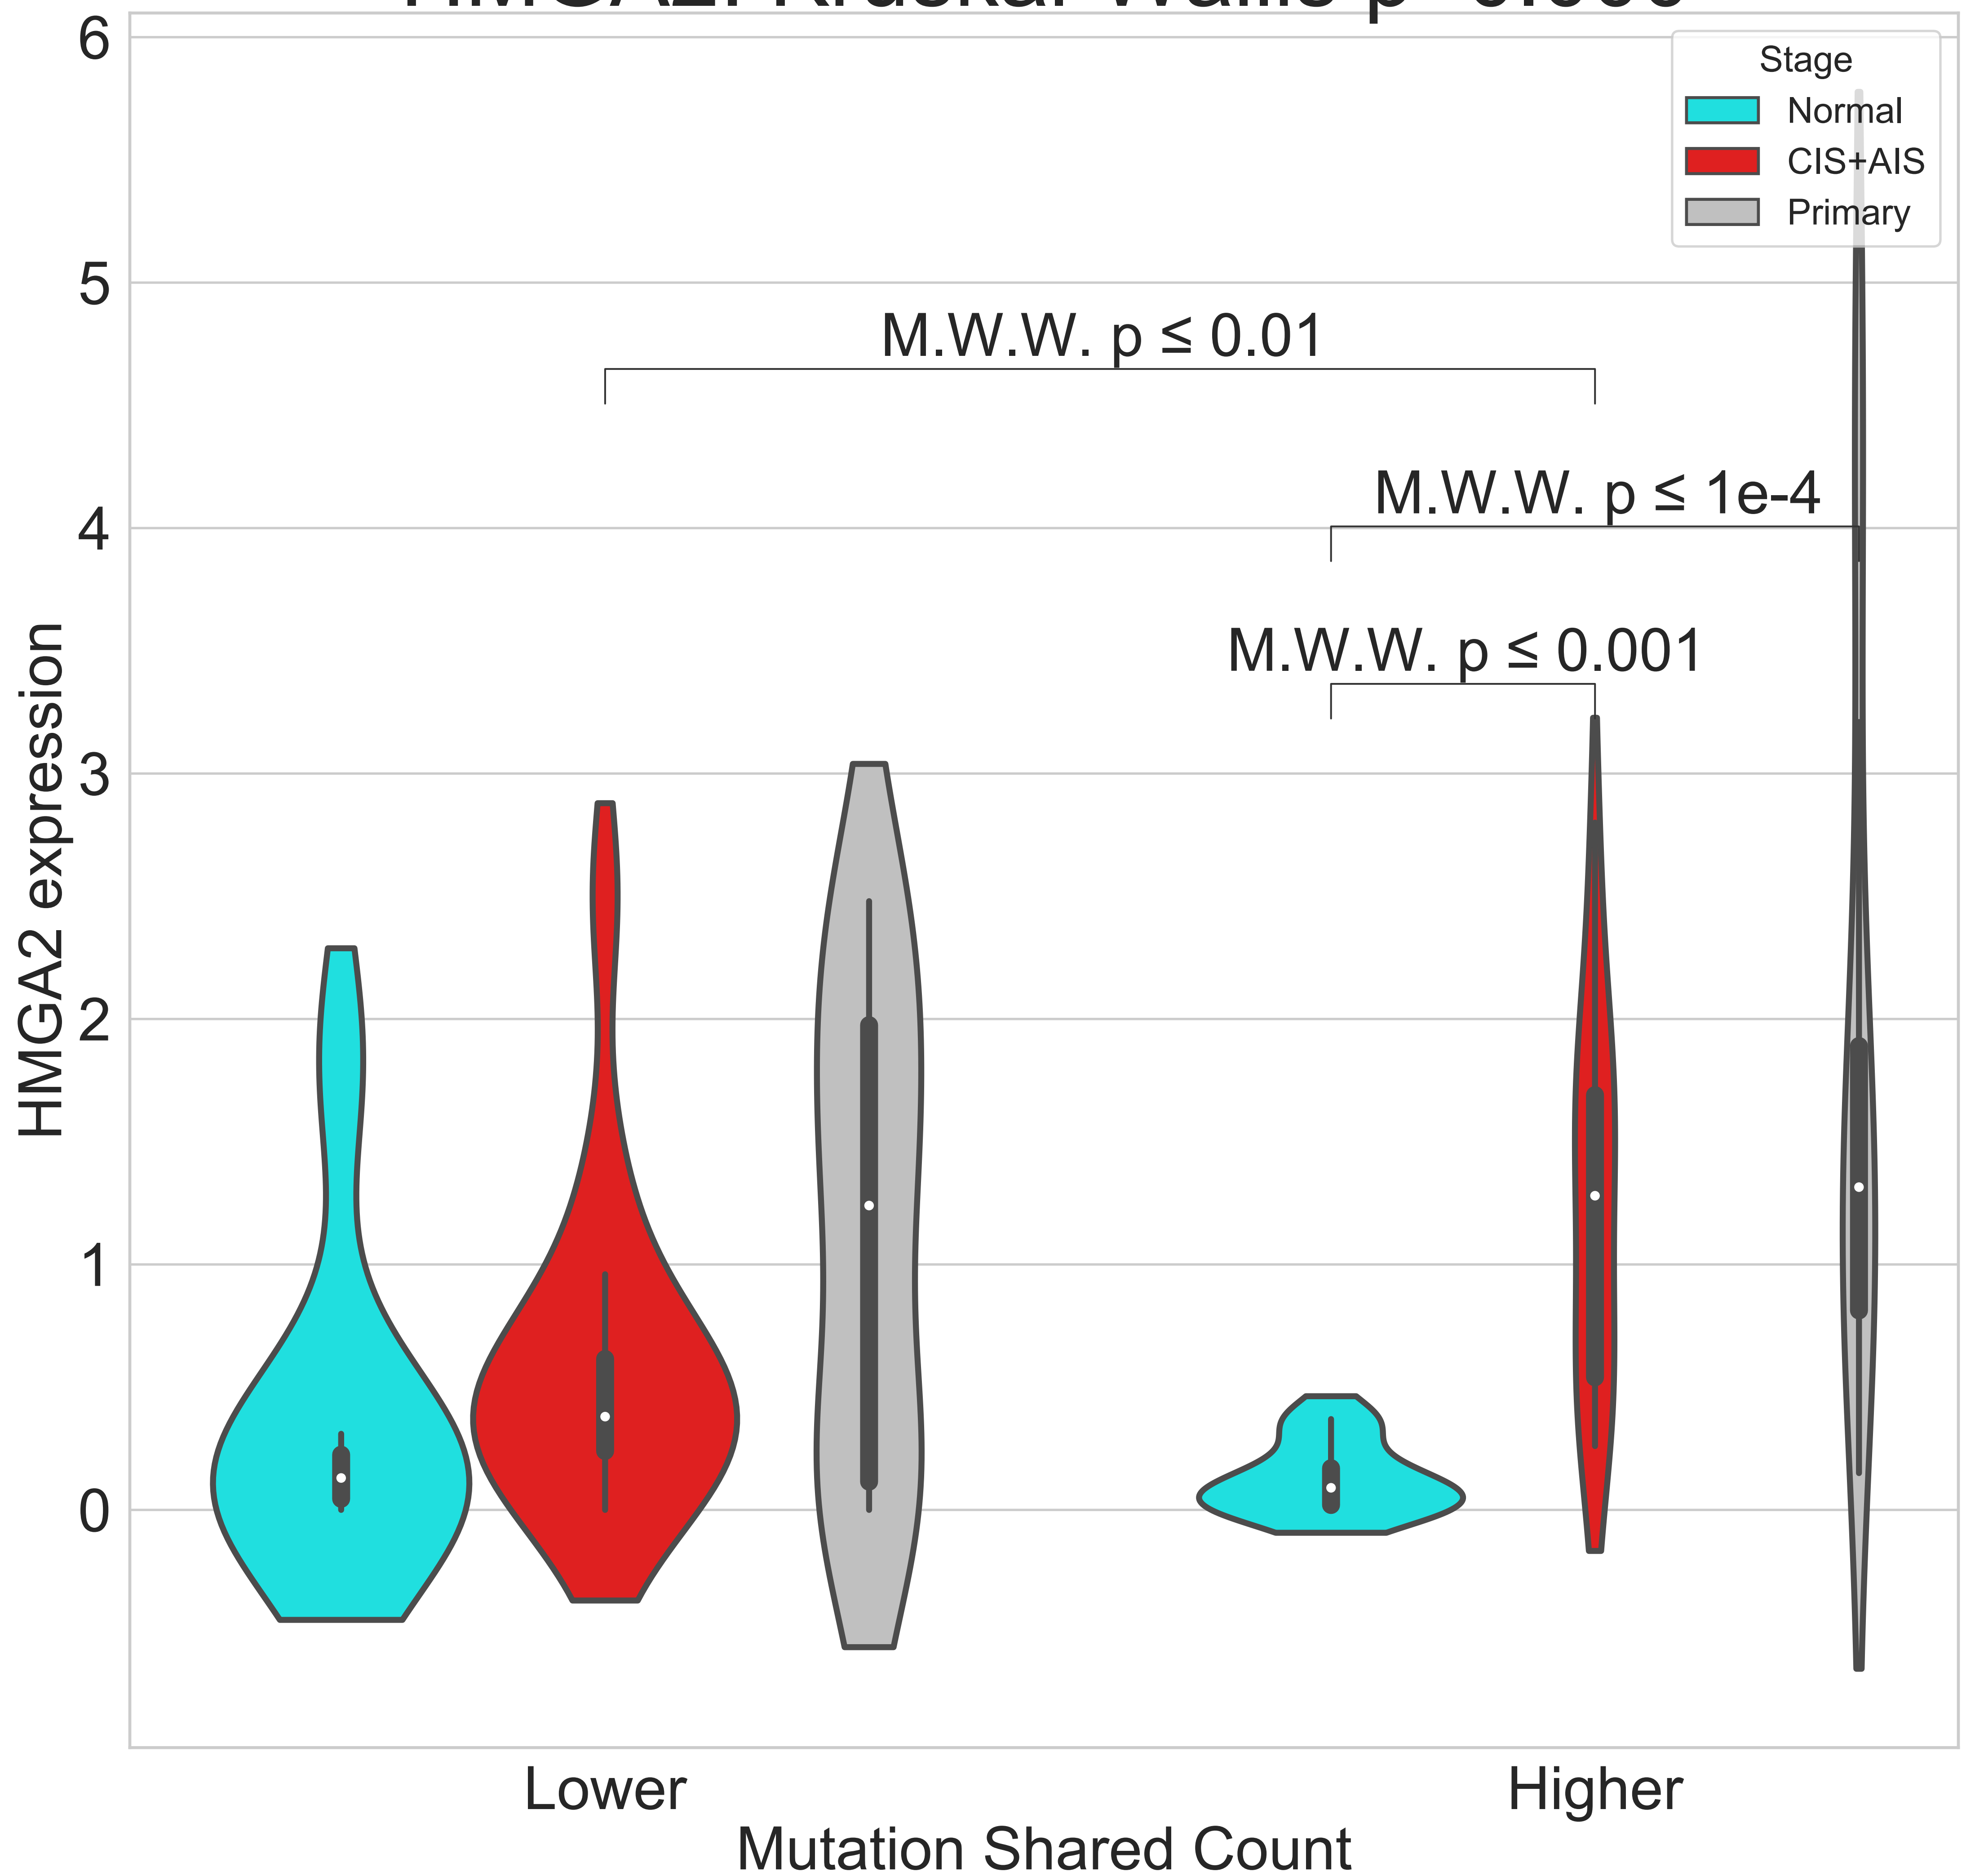 Stage
Normal
CIS+AIS
Primary
6
5
4
3
2
1
0
HMGA2 expression
M.W.W. p ≤ 0.01
M.W.W. p ≤ 1e-4
M.W.W. p ≤ 0.001
Lower
Higher
Mutation Shared Count